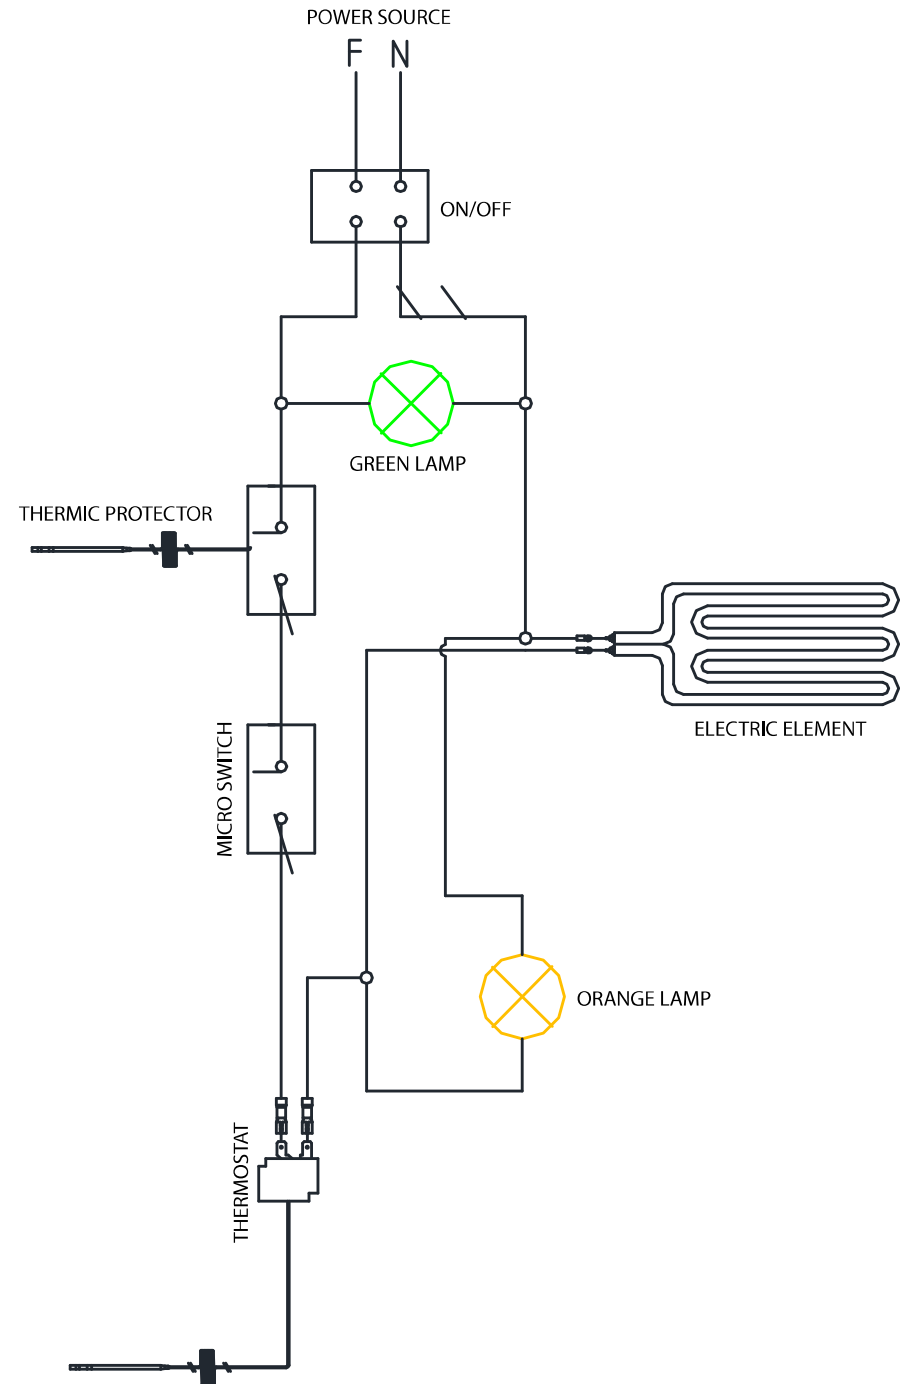 POWER SOURCE
F N
ON/OFF
GREEN LAMP
THERMIC PROTECTOR
ELECTRIC ELEMENT
MICRO SWITCH
ORANGE LAMP
THERMOSTAT